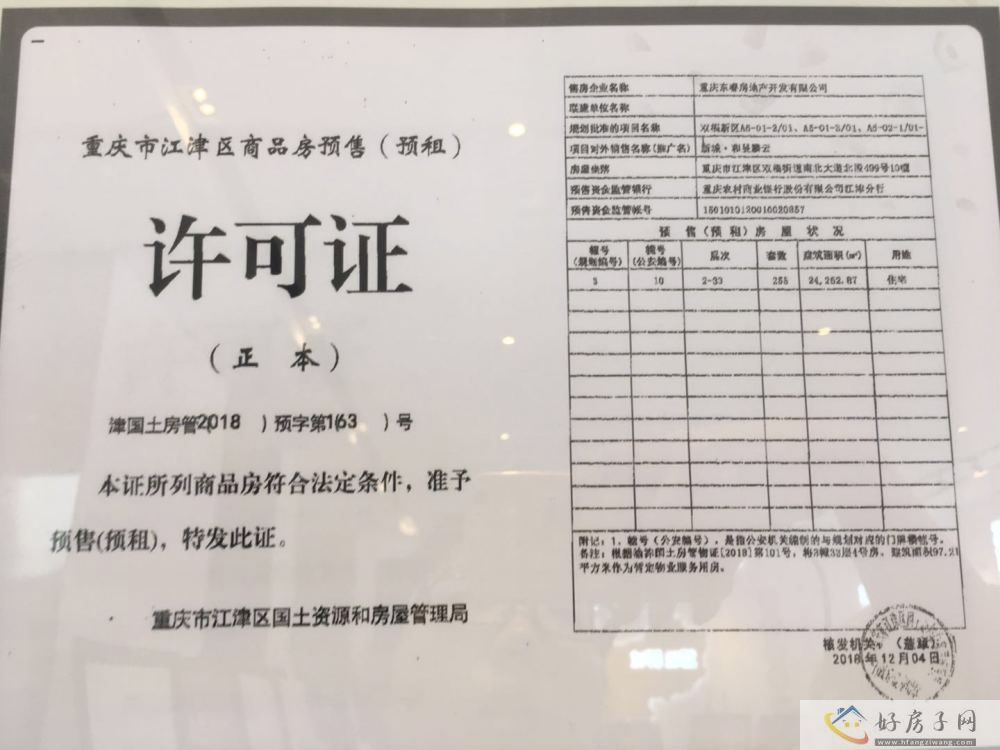 重庆市江津区商品房预售（预租）
许可证
（正 本）
津国土房管(2018 ）预字第(163 ）号
本证所列商品房符合法定条件，准予
预售(预租)，特发此证。
重庆市江津区国土资源和房屋管理局
售房企业名称 重庆东睿房地产开发有限公司
联建单位名称
规划批准的项目名称 双福新区A5-01-2/01、A5-01-3/01、A5-02-1/01-
项目对外销售名称(推广名) 新城·和昱麟云
房屋坐落 重庆市江津区双福街道南北大道北段499号10幢
预售资金监管银行 重庆农村商业银行股份有限公司江津分行
预售资金监管帐号
预 售（预 租）房 屋 状 况
幢号 幢号 层次 套数 建筑面积(㎡) 用途
(规划编号) (公安编号)
3 10 2-33 255 24,262.87 住宅
附记：1、幢号（公安编号），是指公安机关编制的与规划对应的门牌幢号。
备注：根据渝津国土房管物证[2018]第101号，将3幢33层4号房，建筑面积97.21
平方米作为暂定物业服务用房。
核发机关：（盖章）
2018年12月04日
好房子网
www.hfangziwang.com